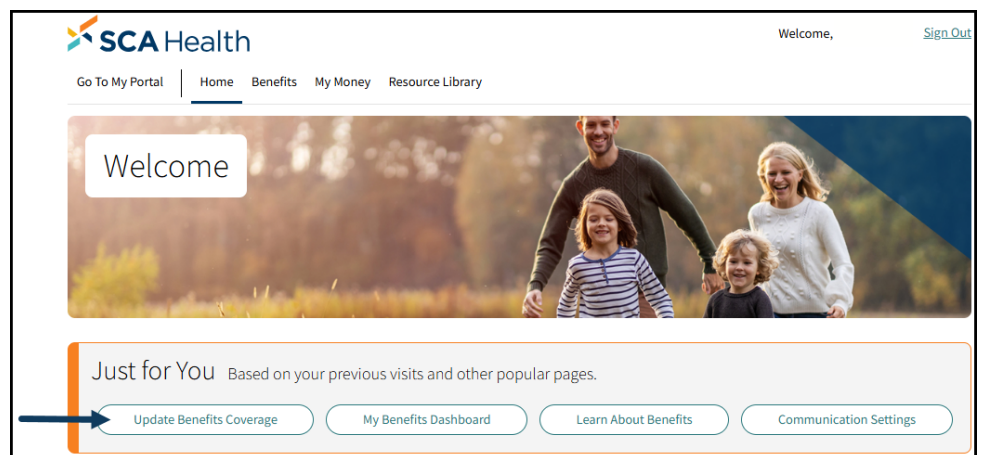 SCA Health
Welcome,
Sign Out
Go To My Portal
Home
Benefits
My Money
Resource Library
Welcome
Just for You Based on your previous visits and other popular pages.
Update Benefits Coverage
My Benefits Dashboard
Learn About Benefits
Communication Settings